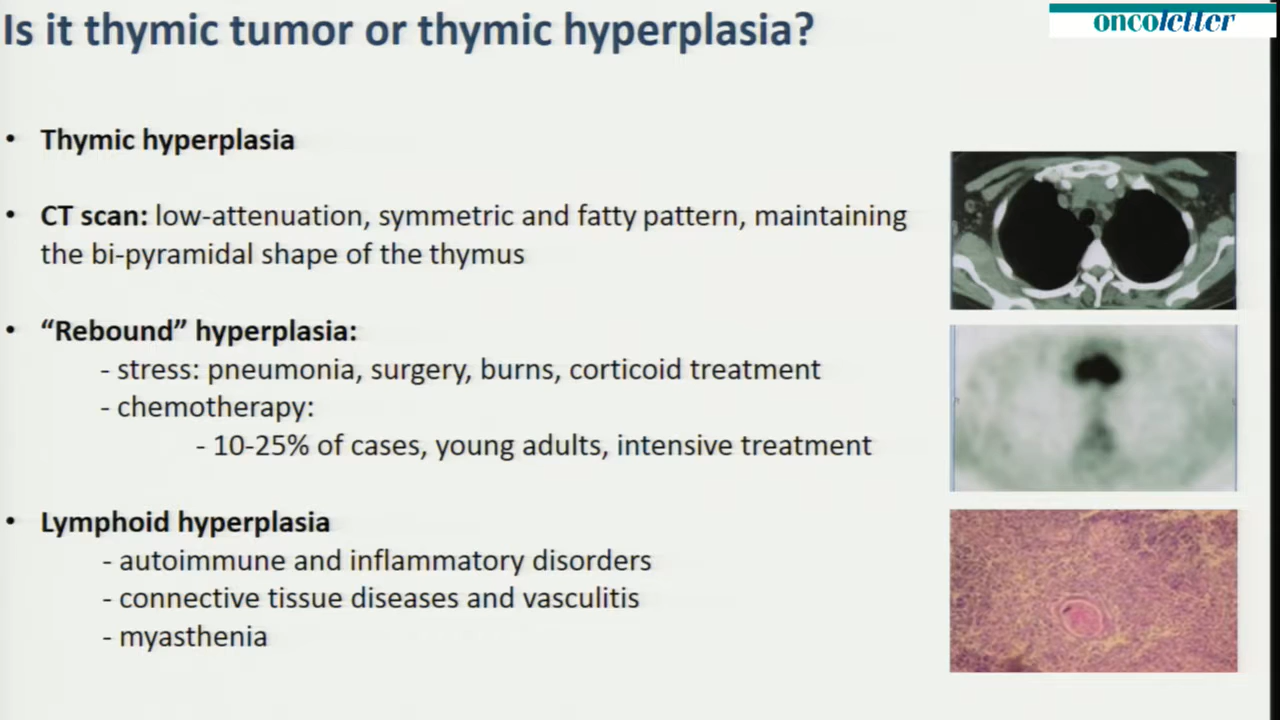 Is it thymic tumor or thymic hyperplasia?
oncoletter
• Thymic hyperplasia
• CT scan: low-attenuation, symmetric and fatty pattern, maintaining
the bi-pyramidal shape of the thymus
• “Rebound” hyperplasia:
- stress: pneumonia, surgery, burns, corticoid treatment
- chemotherapy:
- 10-25% of cases, young adults, intensive treatment
• Lymphoid hyperplasia
- autoimmune and inflammatory disorders
- connective tissue diseases and vasculitis
- myasthenia